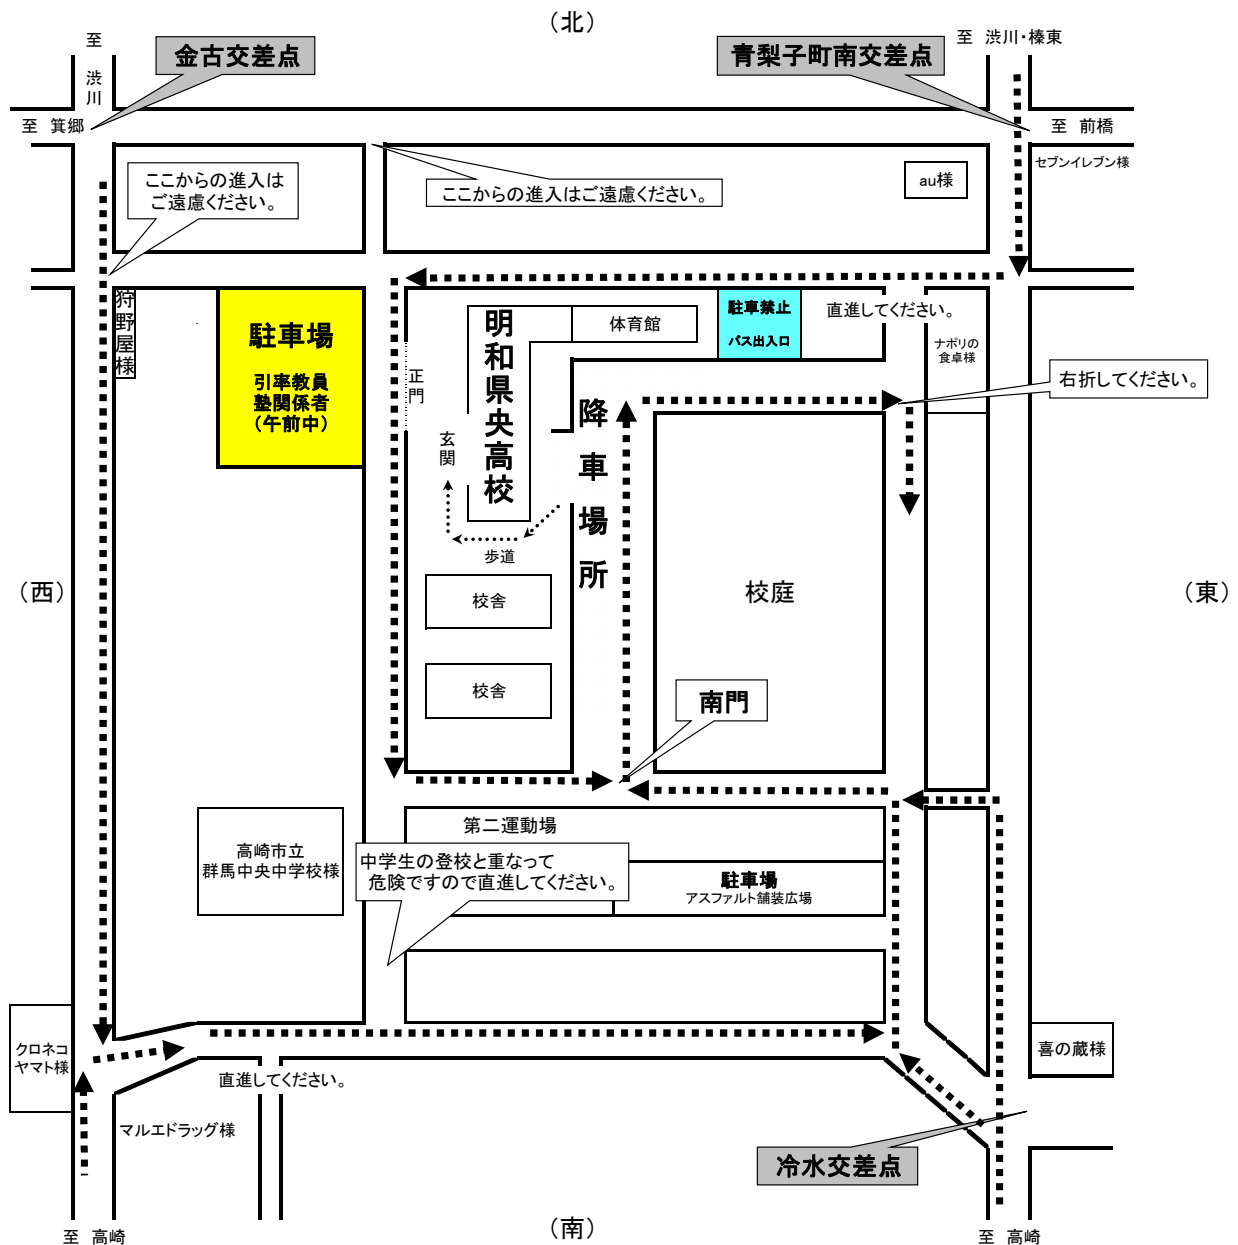 （北）
至
渋
川
金古交差点
青梨子町南交差点
至 渋川・榛東
至 箕郷
至 前橋
セブンイレブン様
ここからの進入は
ご遠慮ください。
ここからの進入はご遠慮ください。
au様
狩
野
屋
様
駐車場
引率教員
塾関係者
（午前中）
正
門
明
和
県
央
高
校
体育館
駐車禁止
バス出入口
直進してください。
ナポリの
食卓様
右折してください。
玄
関
降
車
場
所
歩道
校舎
校舎
校庭
（西）
（東）
南門
高崎市立
群馬中央中学校様
第二運動場
中学生の登校と重なって
危険ですので直進してください。
駐車場
アスファルト舗装広場
クロネコ
ヤマト様
直進してください。
喜の蔵様
マルエドラッグ様
冷水交差点
至 高崎
（南）
至 高崎